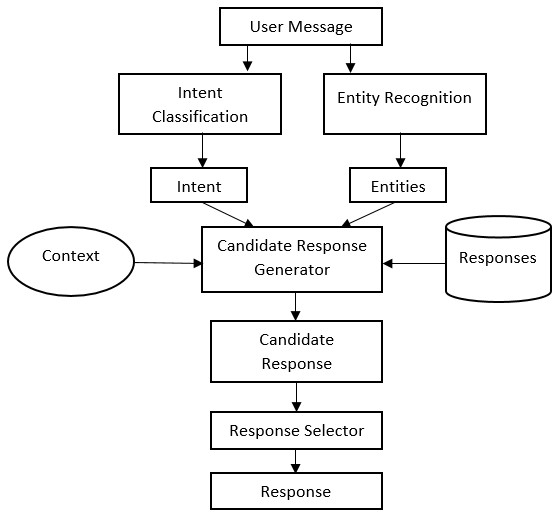 User Message
Intent
Classification
Entity Recognition
Intent
Entities
Context
Candidate Response
Generator
Responses
Candidate
Response
Response Selector
Response